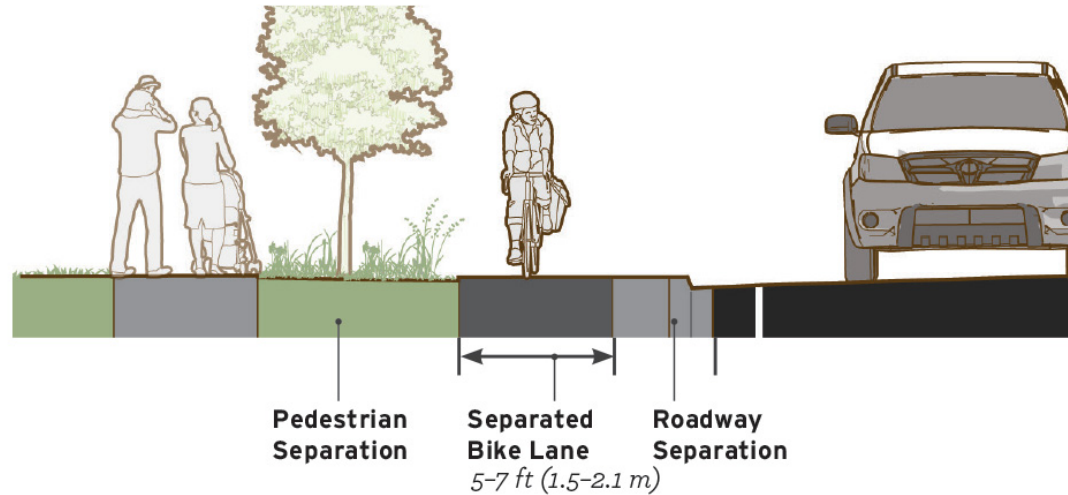 Pedestrian
Separation
Separated
Bike Lane
5–7 ft (1.5–2.1 m)
Roadway
Separation